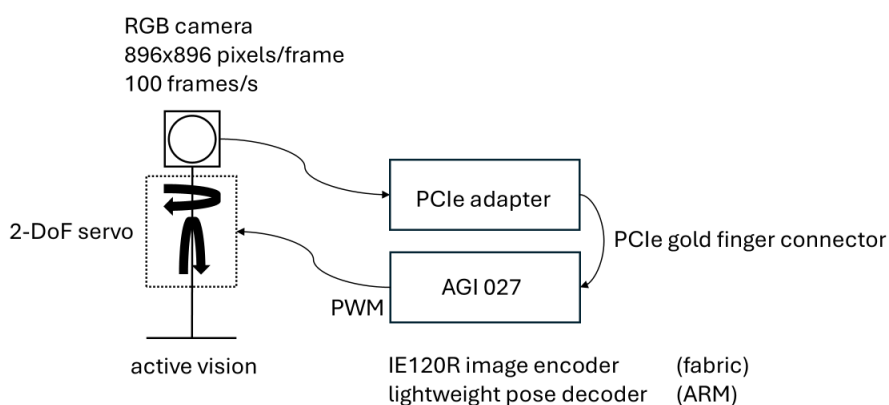 RGB camera
896x896 pixels/frame
100 frames/s
PCIe adapter
2-DoF servo
PCIe gold finger connector
AGI 027
PWM
active vision
IE120R image encoder (fabric)
lightweight pose decoder (ARM)